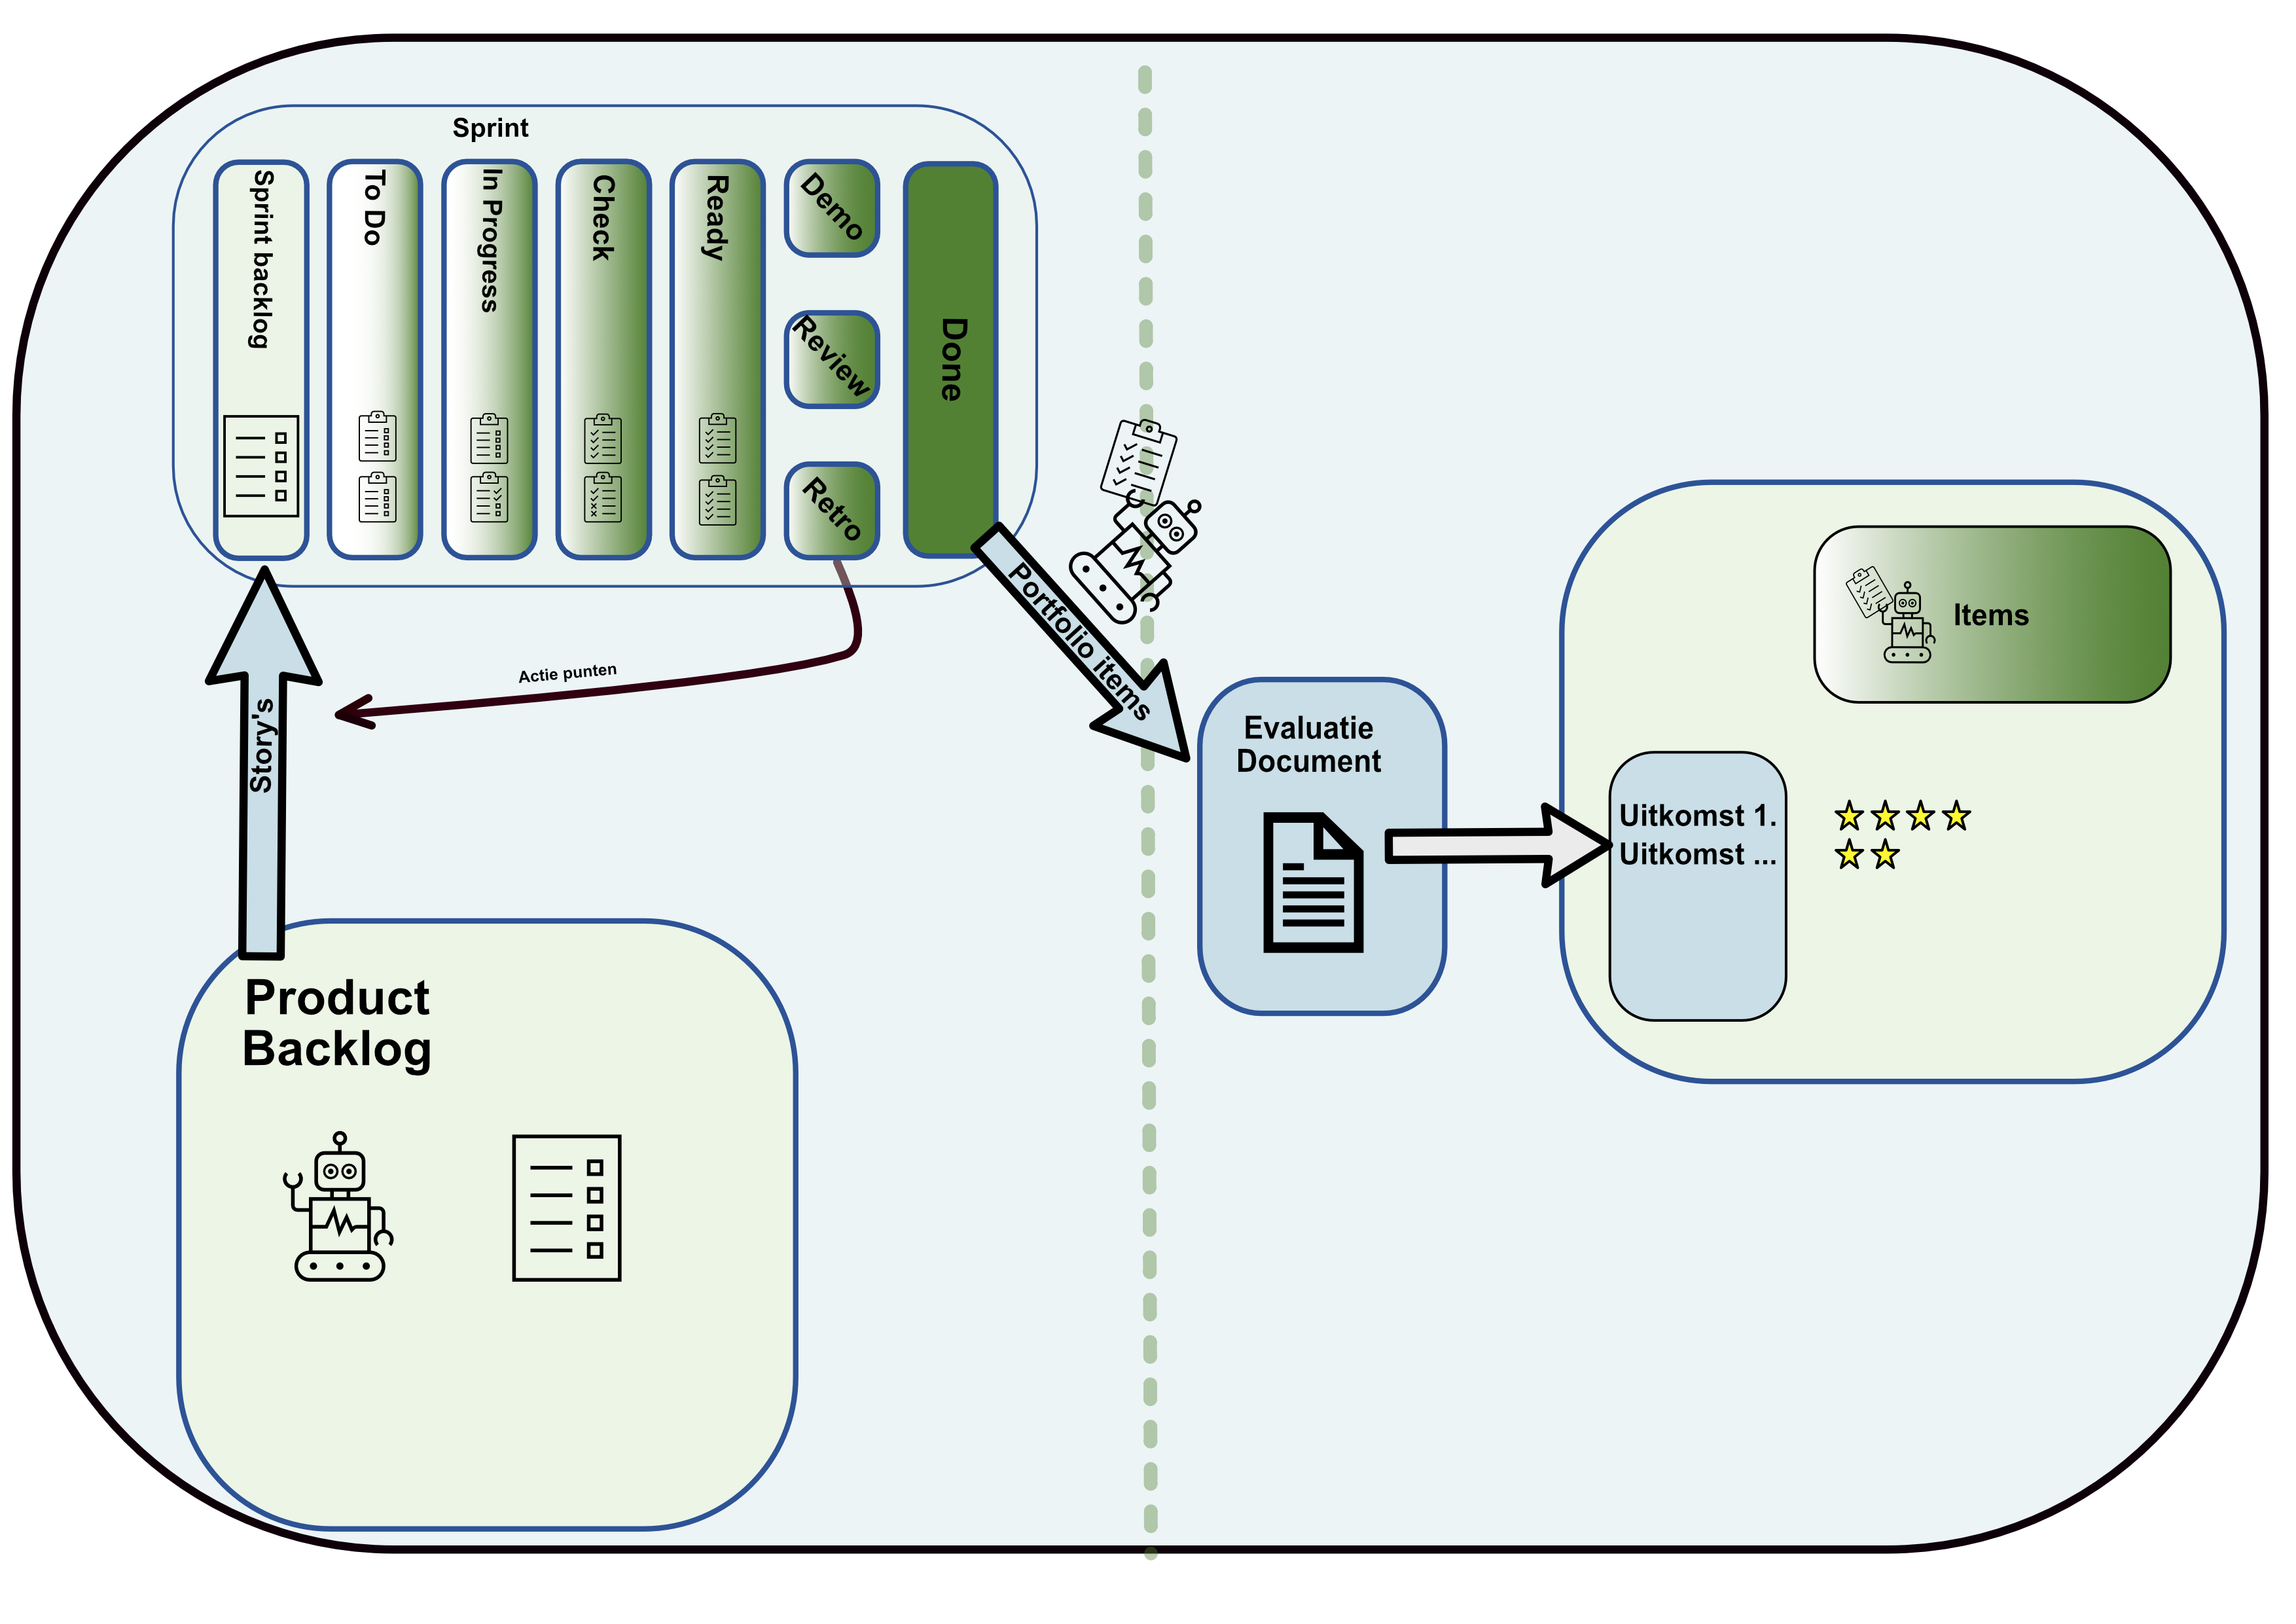 Sprint
Sprint backlog
To Do
In Progress
Check
Ready
Demo
Review
Retro
Done
Portfolio items
Actie punten
Story's
Product
Backlog
Evaluatie
Document
Items
Uitkomst 1.
Uitkomst ...